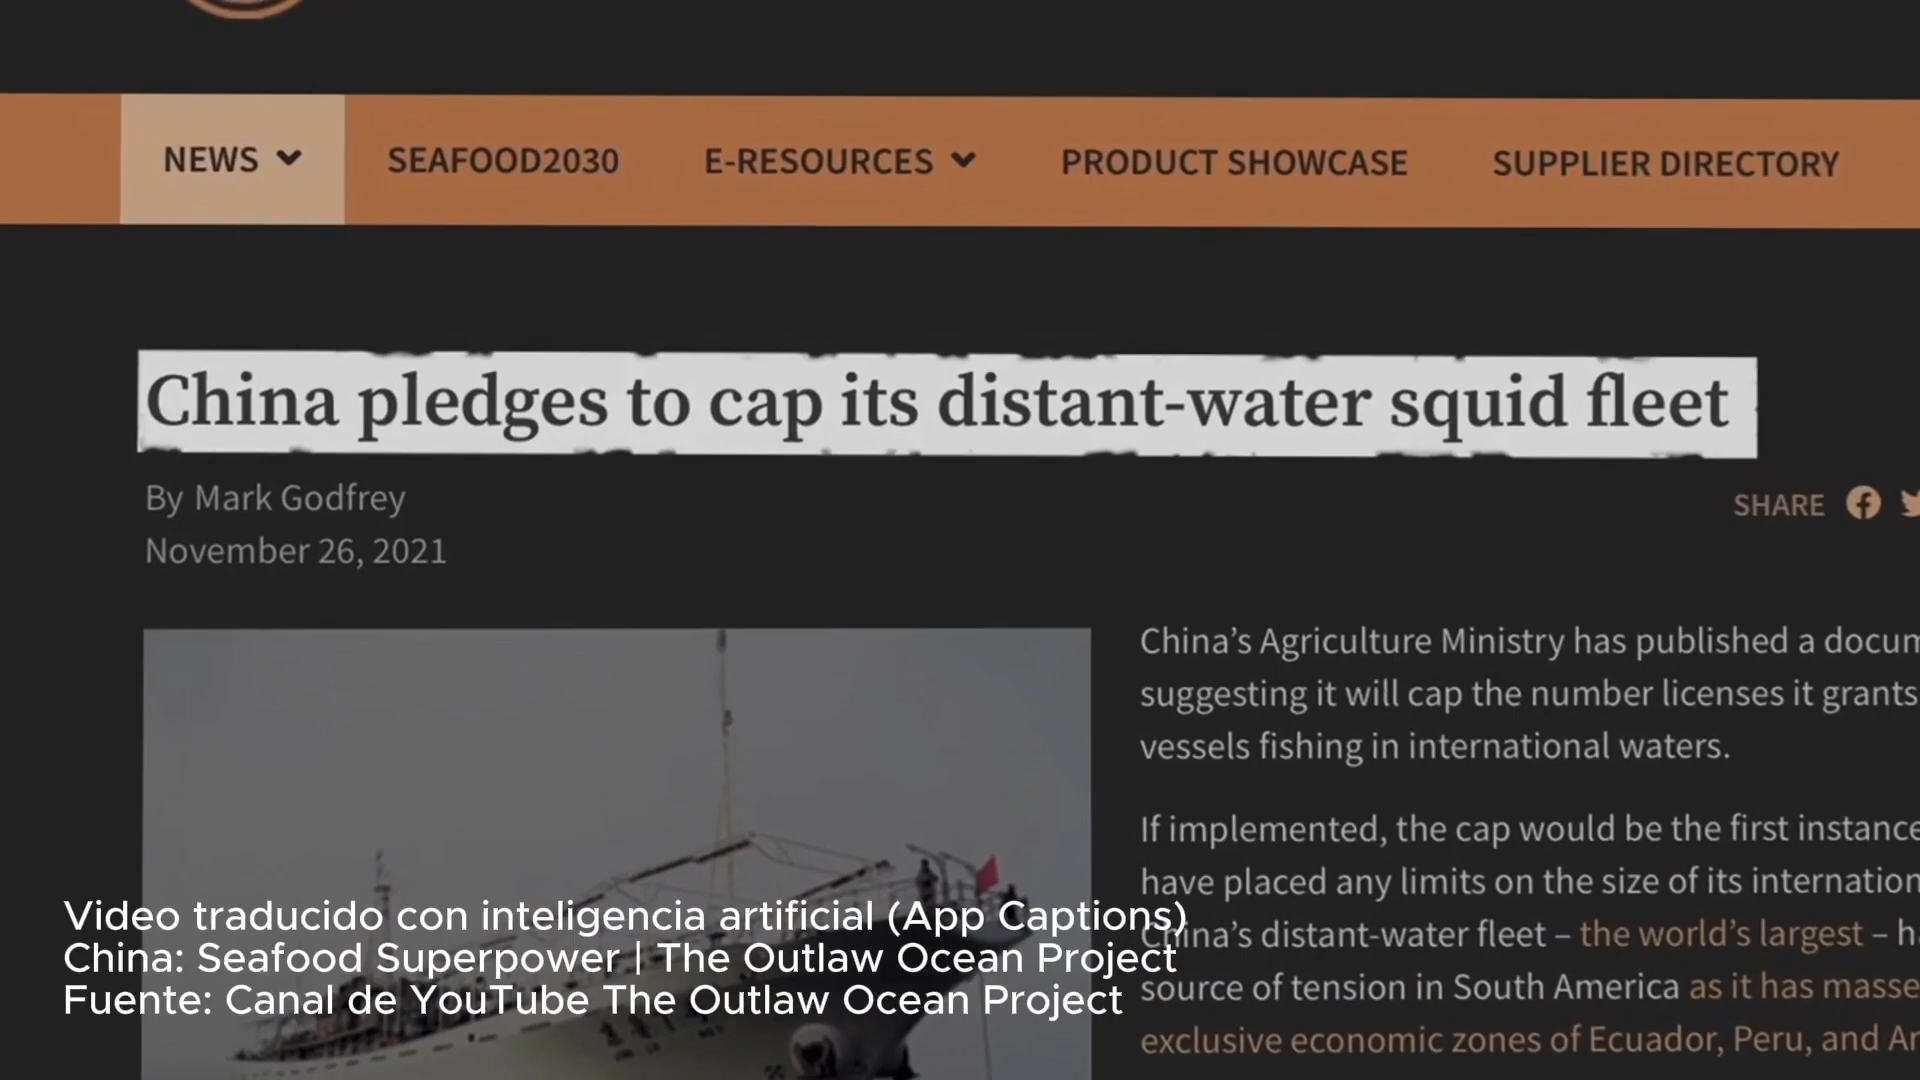 NEWS SEAFOOD2030 E-RESOURCES PRODUCT SHOWCASE SUPPLIER DIRECTORY
China pledges to cap its distant-water squid fleet
By Mark Godfrey
SHARE
November 26, 2021
China's Agriculture Ministry has published a docum
suggesting it will cap the number licenses it grants
vessels fishing in international waters.
If implemented, the cap would be the first instance
have placed any limits on the size of its internation
China's distant-water fleet – the world's largest – ha
source of tension in South America as it has masse
exclusive economic zones of Ecuador, Peru, and Ar
Video traducido con inteligencia artificial (App Captions)
China: Seafood Superpower | The Outlaw Ocean Project
Fuente: Canal de YouTube The Outlaw Ocean Project